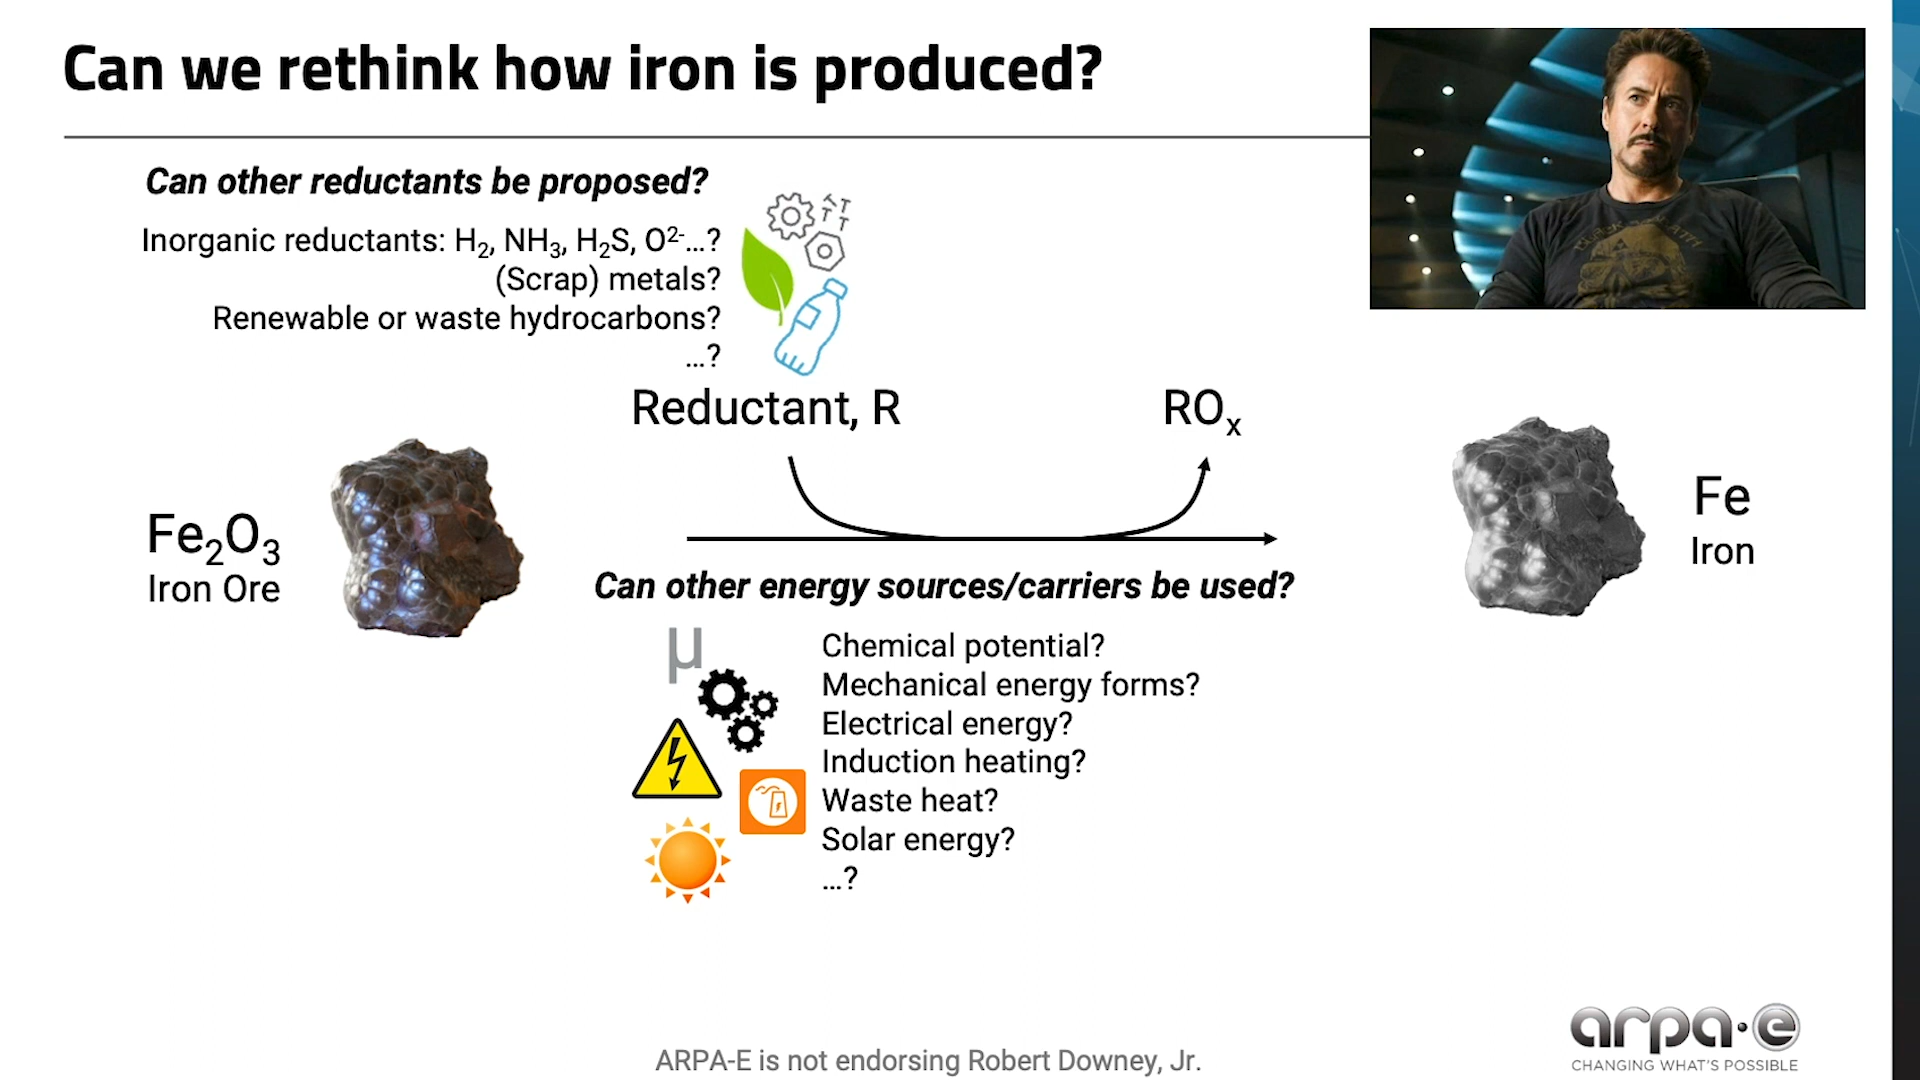 Can we rethink how iron is produced?
Can other reductants be proposed?
Inorganic reductants: H₂, NH₃, H₂S, O²⁻...?
(Scrap) metals?
Renewable or waste hydrocarbons?
...?
Reductant, R
ROₓ
Fe₂O₃
Iron Ore
Fe
Iron
Can other energy sources/carriers be used?
μ
Chemical potential?
Mechanical energy forms?
Electrical energy?
Induction heating?
Waste heat?
Solar energy?
...?
arpa·e
CHANGING WHAT'S POSSIBLE
ARPA-E is not endorsing Robert Downey, Jr.